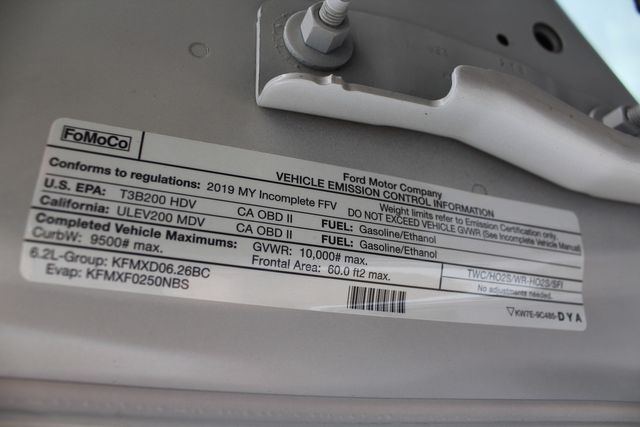 FoMoCo
Ford Motor Company
VEHICLE EMISSION CONTROL INFORMATION
Conforms to regulations: 2019 MY Incomplete FFV
Weight limits refer to Emission Certification only.
DO NOT EXCEED VEHICLE GVWR (See Incomplete Vehicle Manual)
U.S. EPA: T3B200 HDV CA OBD II FUEL: Gasoline/Ethanol
California: ULEV200 MDV CA OBD II FUEL: Gasoline/Ethanol
Completed Vehicle Maximums: GVWR: 10,000# max.
CurbW: 9500# max. Frontal Area: 60.0 ft2 max.
6.2L-Group: KFMXD06.26BC
Evap: KFMXF0250NBS
TWC/HO2S/WR-HO2S/SFI
No adjustments needed.
KW7E-9C485-DYA